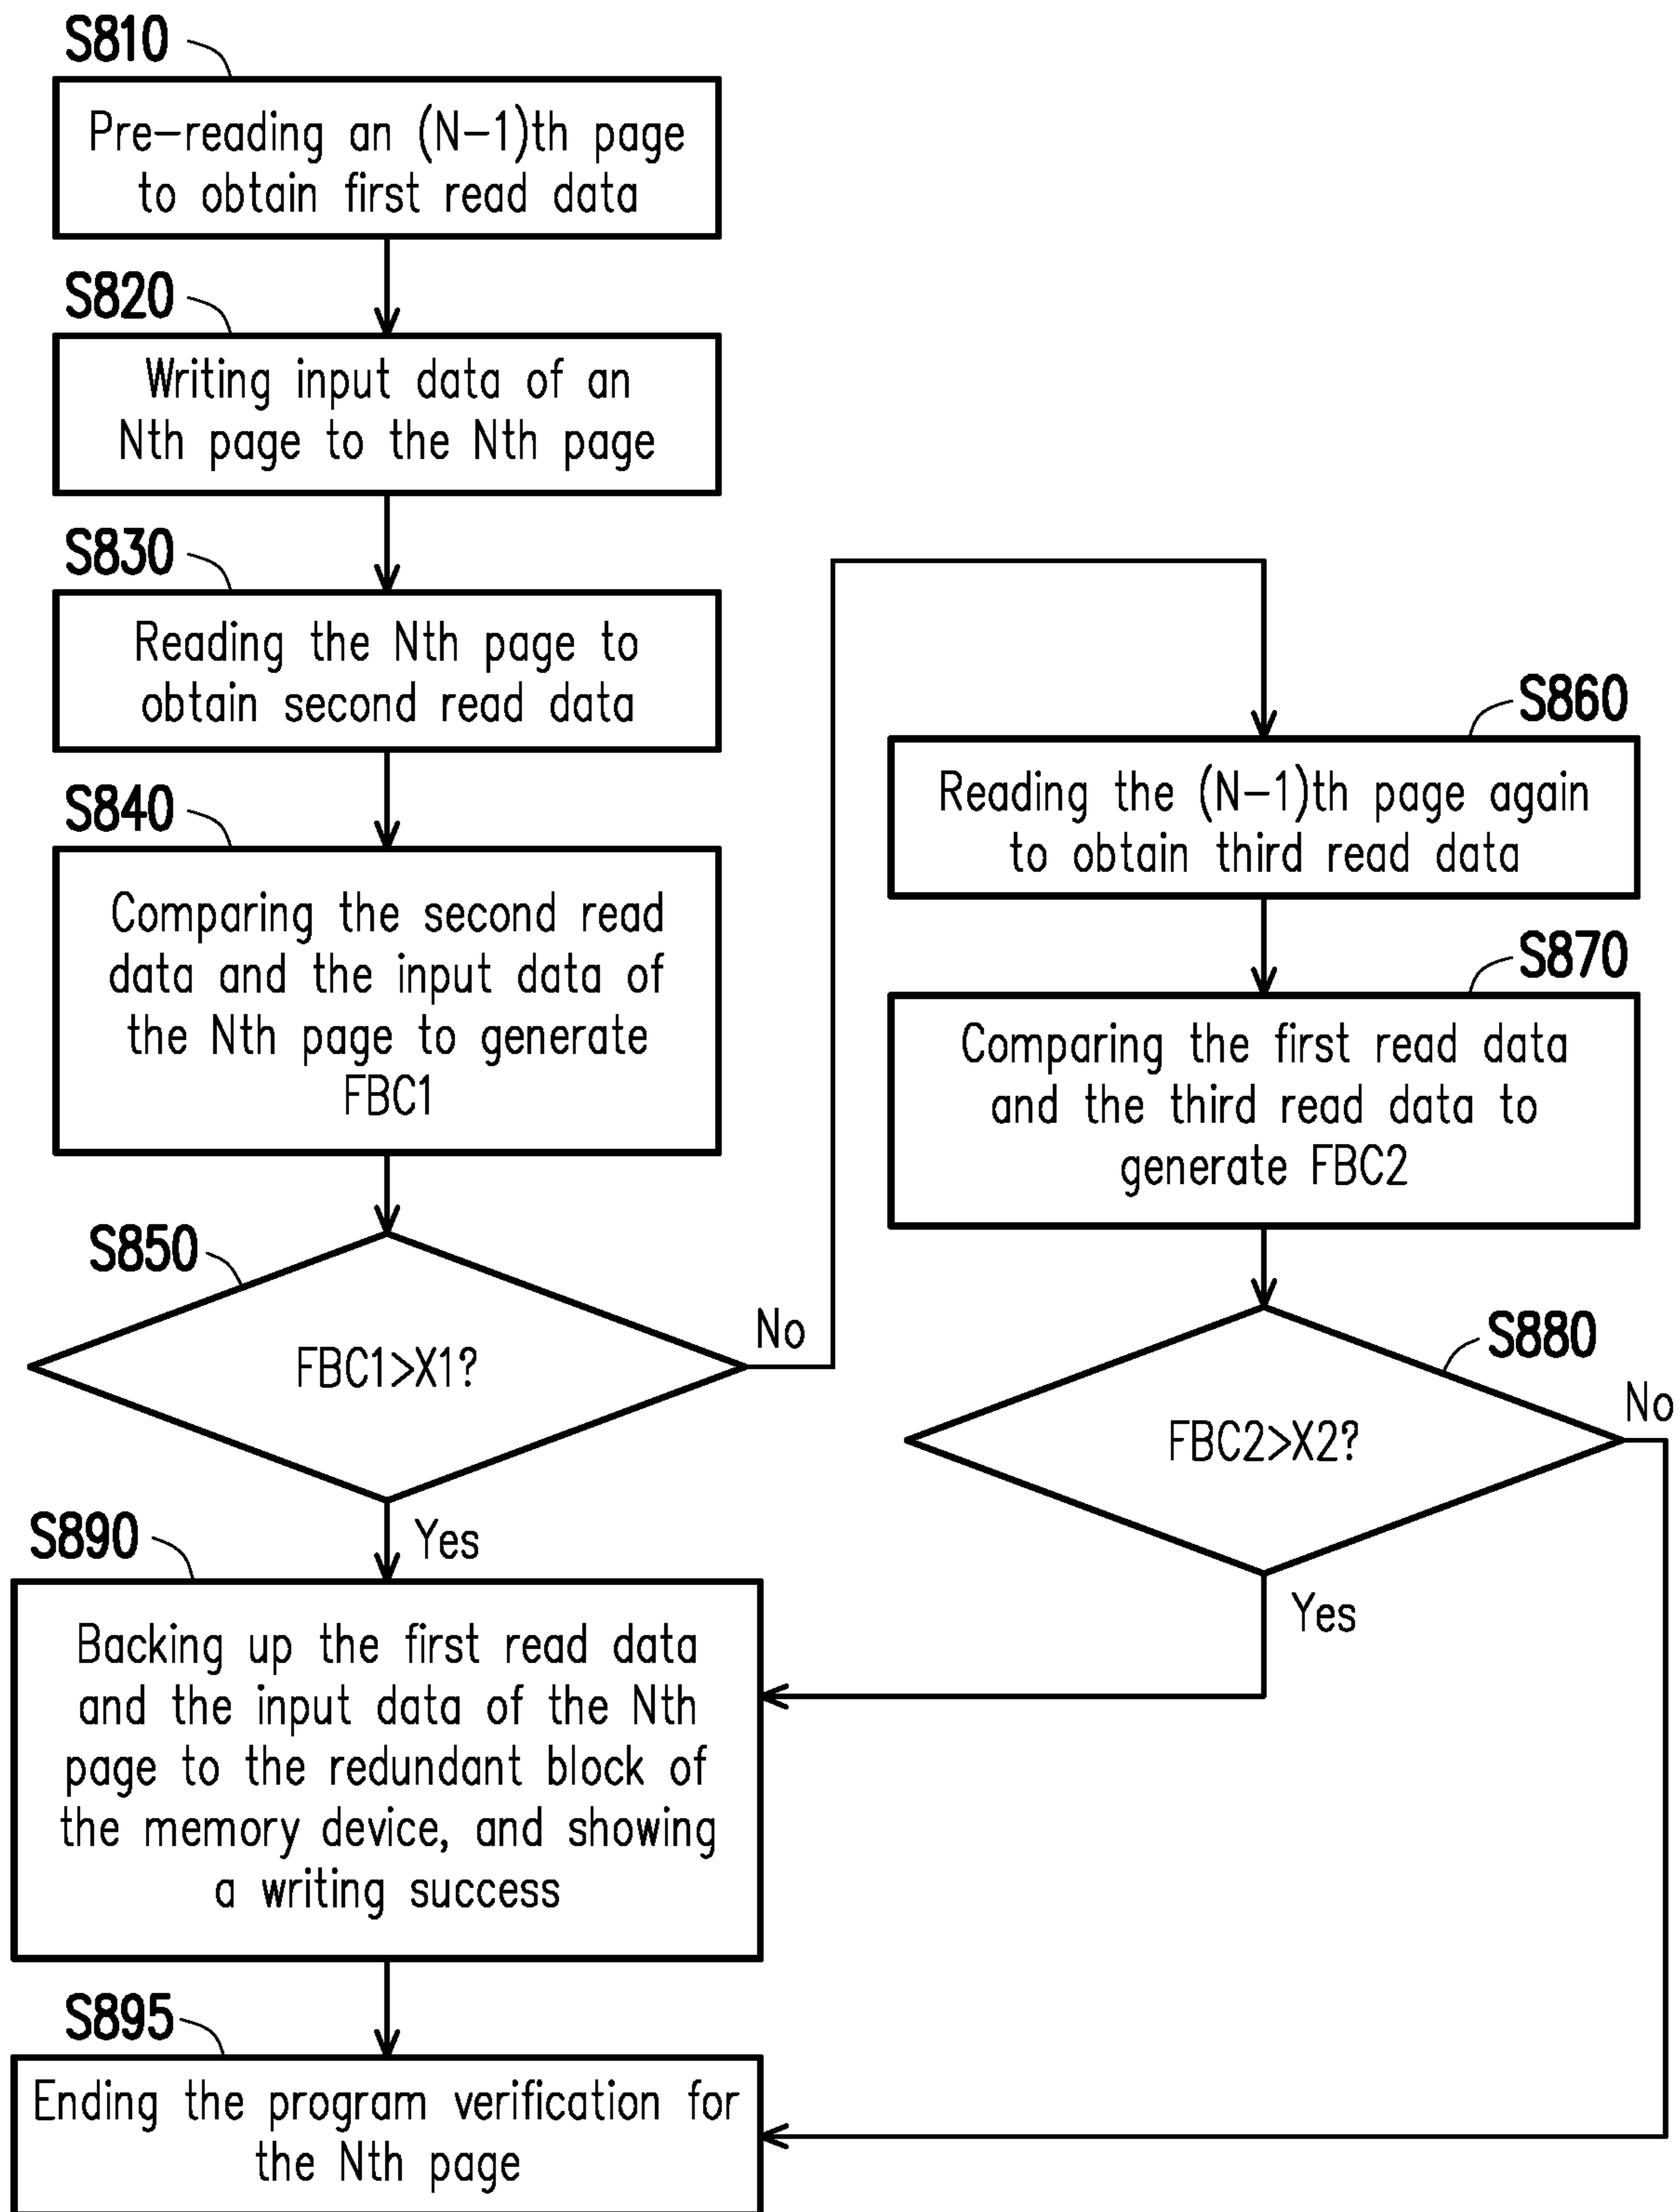 S810
Pre-reading an (N-1)th page
to obtain first read data
S820
Writing input data of an
Nth page to the Nth page
S830
Reading the Nth page to
obtain second read data
S840
Comparing the second read
data and the input data of
the Nth page to generate
FBC1
S850
FBC1>X1?
No
Yes
S860
Reading the (N-1)th page again
to obtain third read data
S870
Comparing the first read data
and the third read data to
generate FBC2
S880
FBC2>X2?
No
Yes
S890
Backing up the first read data
and the input data of the Nth
page to the redundant block of
the memory device, and showing
a writing success
S895
Ending the program verification for
the Nth page